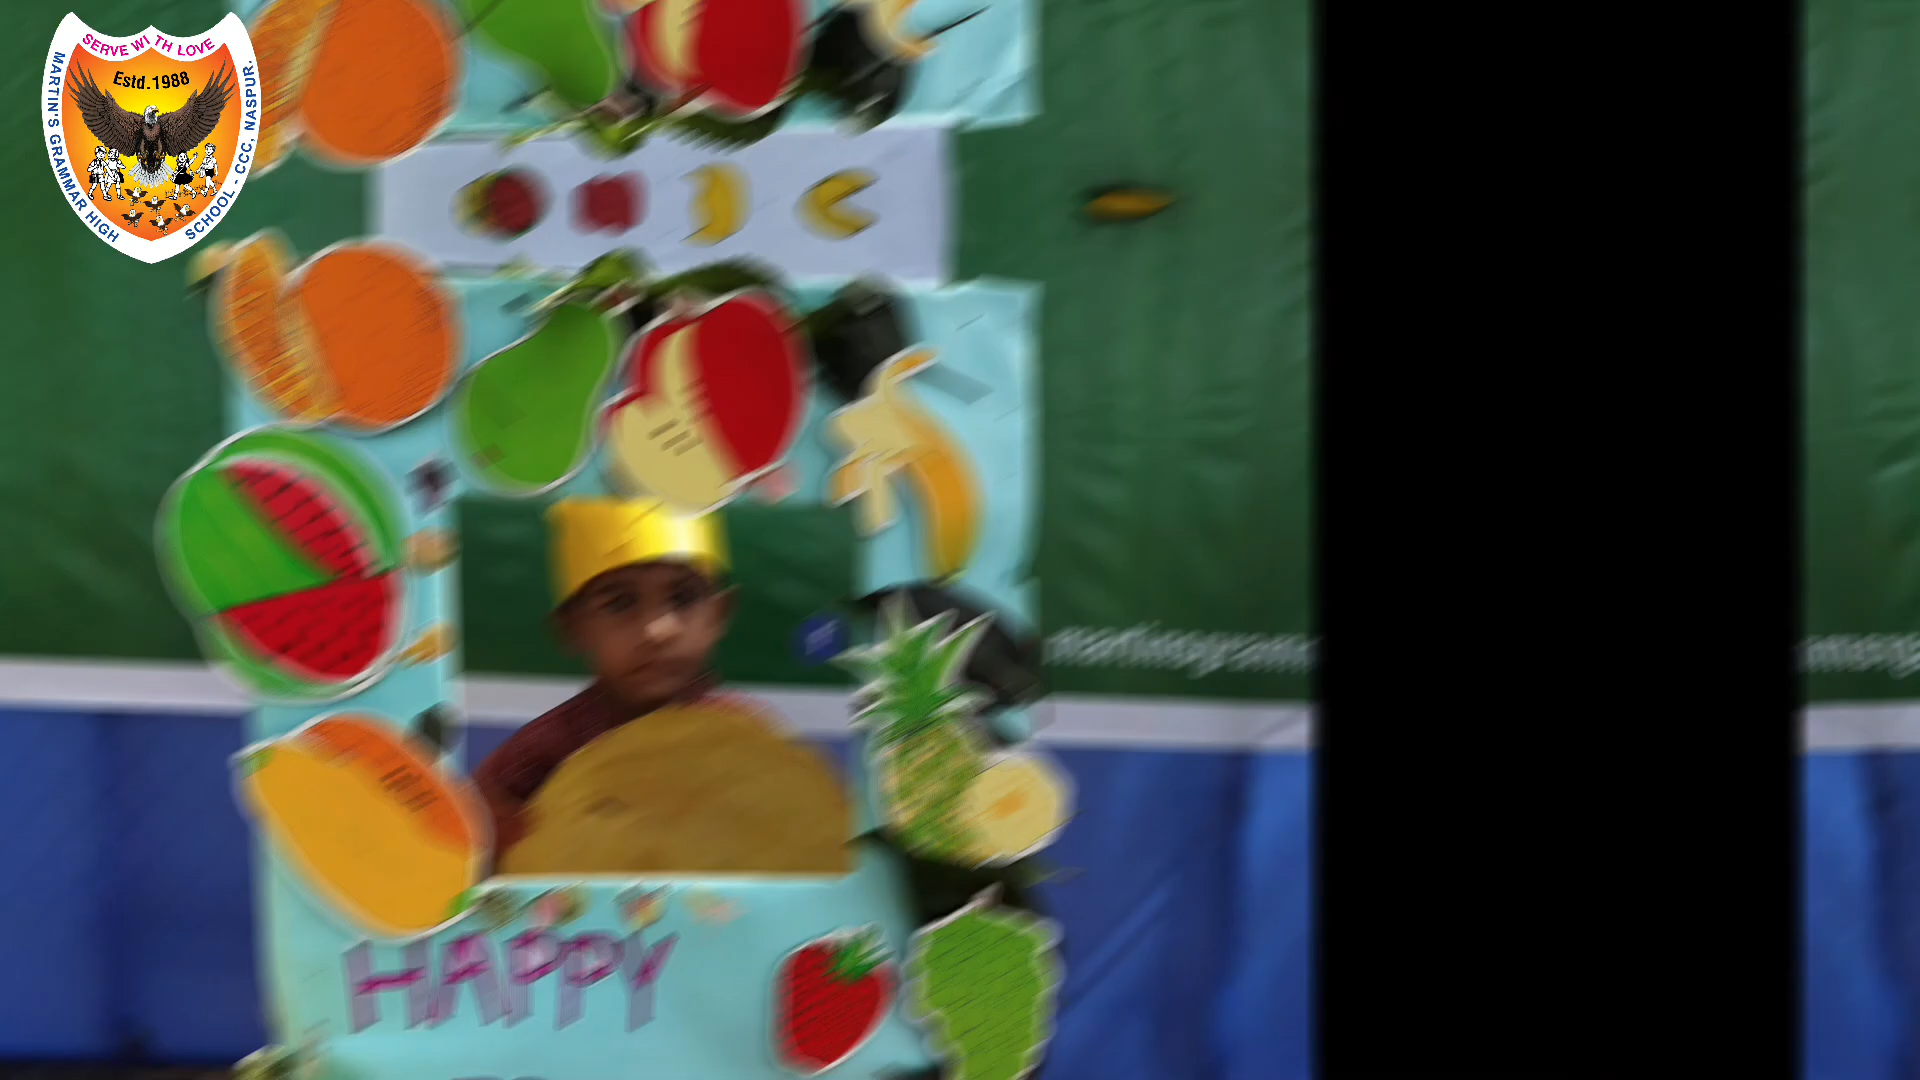 SERVE WITH LOVE
Estd.1988
MARTIN'S GRAMMAR HIGH SCHOOL - CCC, NASPUR.
HAPPY